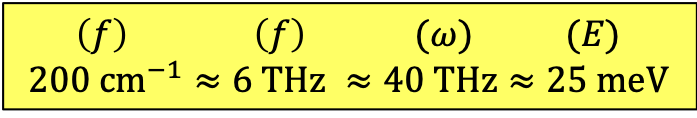 (f) (f) (ω) (E)
200 cm⁻¹ ≈ 6 THz ≈ 40 THz ≈ 25 meV